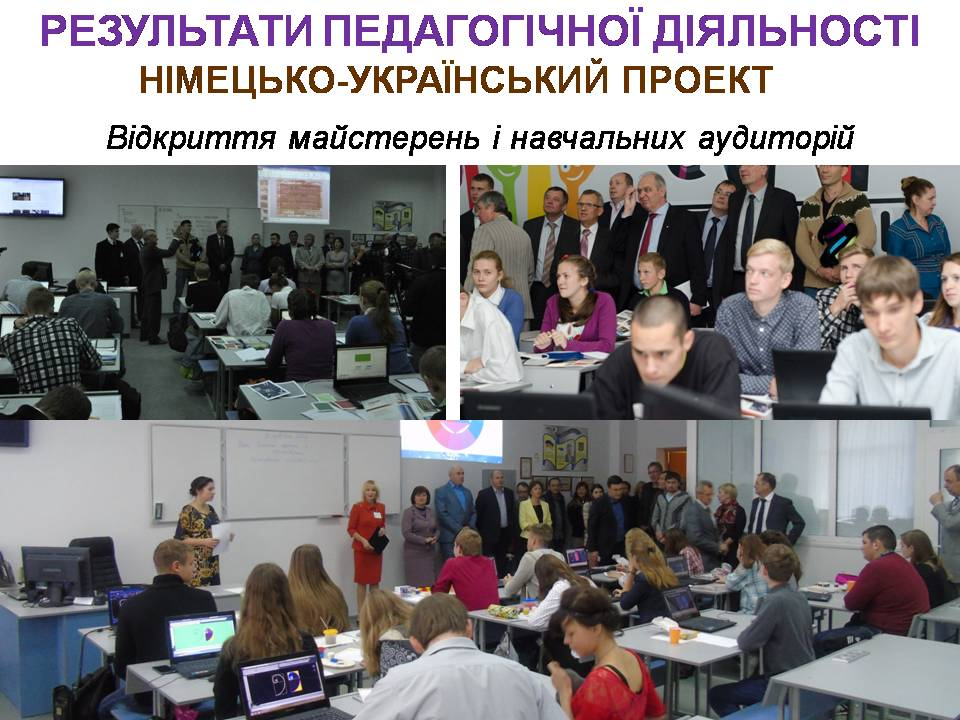 РЕЗУЛЬТАТИ ПЕДАГОГІЧНОЇ ДІЯЛЬНОСТІ
НІМЕЦЬКО-УКРАЇНСЬКИЙ ПРОЕКТ
Відкриття майстерень і навчальних аудиторій